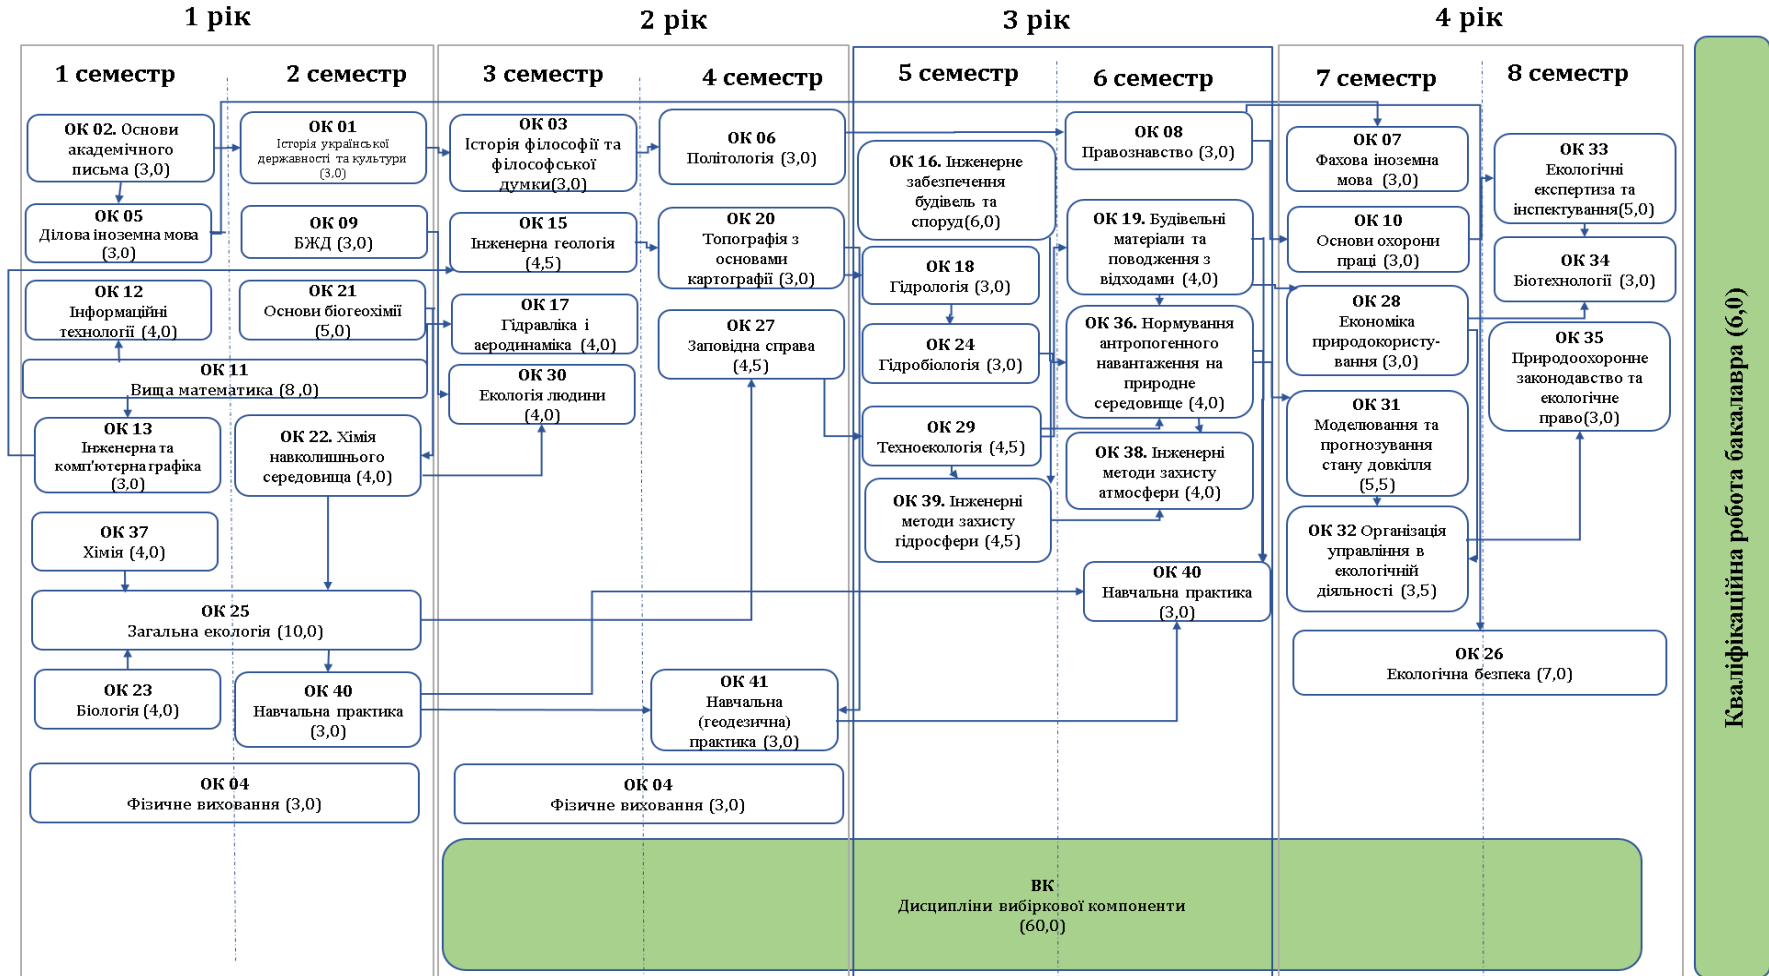 1 рік
2 рік
3 рік
4 рік
1 семестр
2 семестр
3 семестр
4 семестр
5 семестр
6 семестр
7 семестр
8 семестр
ОК 02. Основи
академічного
письма (3,0)
ОК 05
Ділова іноземна мова
(3,0)
ОК 12
Інформаційні
технології (4,0)
ОК 11
Вища математика (8 ,0)
ОК 13
Інженерна та
комп'ютерна графіка
(3,0)
ОК 37
Хімія (4,0)
ОК 25
Загальна екологія (10,0)
ОК 23
Біологія (4,0)
ОК 04
Фізичне виховання (3,0)
ОК 01
Історія української
державності та культури
(3,0)
ОК 09
БЖД (3,0)
ОК 21
Основи біогеохімії
(5,0)
ОК 22. Хімія
навколишнього
середовища (4,0)
ОК 40
Навчальна практика
(3,0)
ОК 03
Історія філософії та
філософської
думки(3,0)
ОК 15
Інженерна геологія
(4,5)
ОК 17
Гідравліка і
аеродинаміка (4,0)
ОК 30
Екологія людини
(4,0)
ОК 04
Фізичне виховання (3,0)
ОК 06
Політологія (3,0)
ОК 20
Топографія з
основами
картографії (3,0)
ОК 27
Заповідна справа
(4,5)
ОК 41
Навчальна
(геодезична)
практика (3,0)
ОК 16. Інженерне
забезпечення
будівель та
споруд(6,0)
ОК 18
Гідрологія (3,0)
ОК 24
Гідробіологія (3,0)
ОК 29
Техноекологія (4,5)
ОК 39. Інженерні
методи захисту
гідросфери (4,5)
ОК 08
Правознавство (3,0)
ОК 19. Будівельні
матеріали та
поводження з
відходами (4,0)
ОК 36. Нормування
антропогенного
навантаження на
природне
середовище (4,0)
ОК 38. Інженерні
методи захисту
атмосфери (4,0)
ОК 40
Навчальна практика
(3,0)
ОК 07
Фахова іноземна
мова (3,0)
ОК 10
Основи охорони
праці (3,0)
ОК 28
Економіка
природокористу-
вання (3,0)
ОК 31
Моделювання та
прогнозування
стану довкілля
(5,5)
ОК 32 Організація
управління в
екологічній
діяльності (3,5)
ОК 26
Екологічна безпека (7,0)
ОК 33
Екологічні
експертиза та
інспектування(5,0)
ОК 34
Біотехнології (3,0)
ОК 35
Природоохоронне
законодавство та
екологічне
право(3,0)
ВК
Дисципліни вибіркової компоненти
(60,0)
Кваліфікаційна робота бакалавра (6,0)